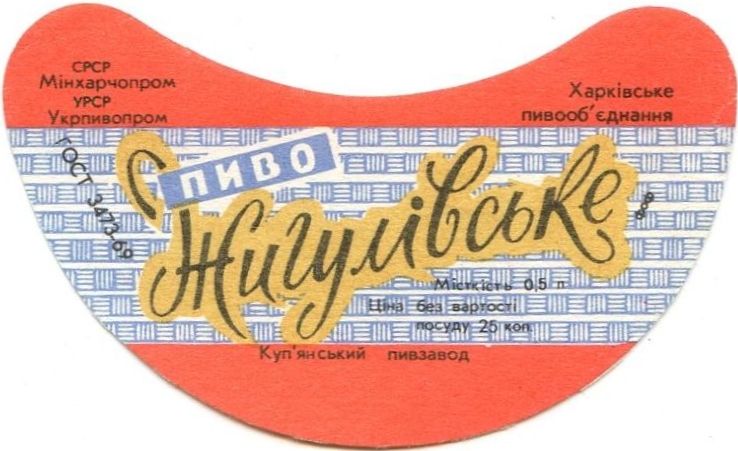 СРСР
Мінхарчопром
УРСР
Укрпивопром
Харківське
пивооб'єднання
ГОСТ 3473-69
ПИВО
Жигулівське
Місткість 0,5 л
Ціна без вартості
посуду 25 коп.
Куп'янський пивзавод